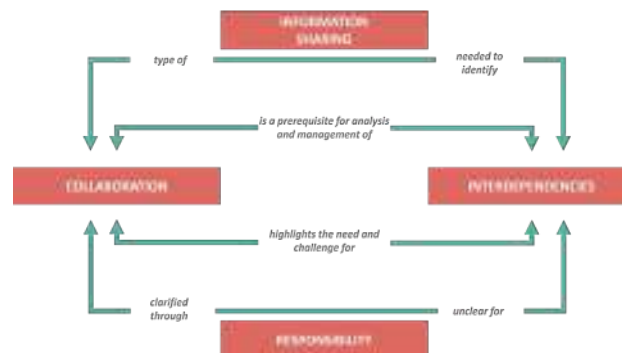 INFORMATION
SHARING
type of
needed to
identify
is a prerequisite for analysis
and management of
COLLABORATION
INTERDEPENDENCIES
highlights the need and
challenge for
clarified
through
unclear for
RESPONSIBILITY